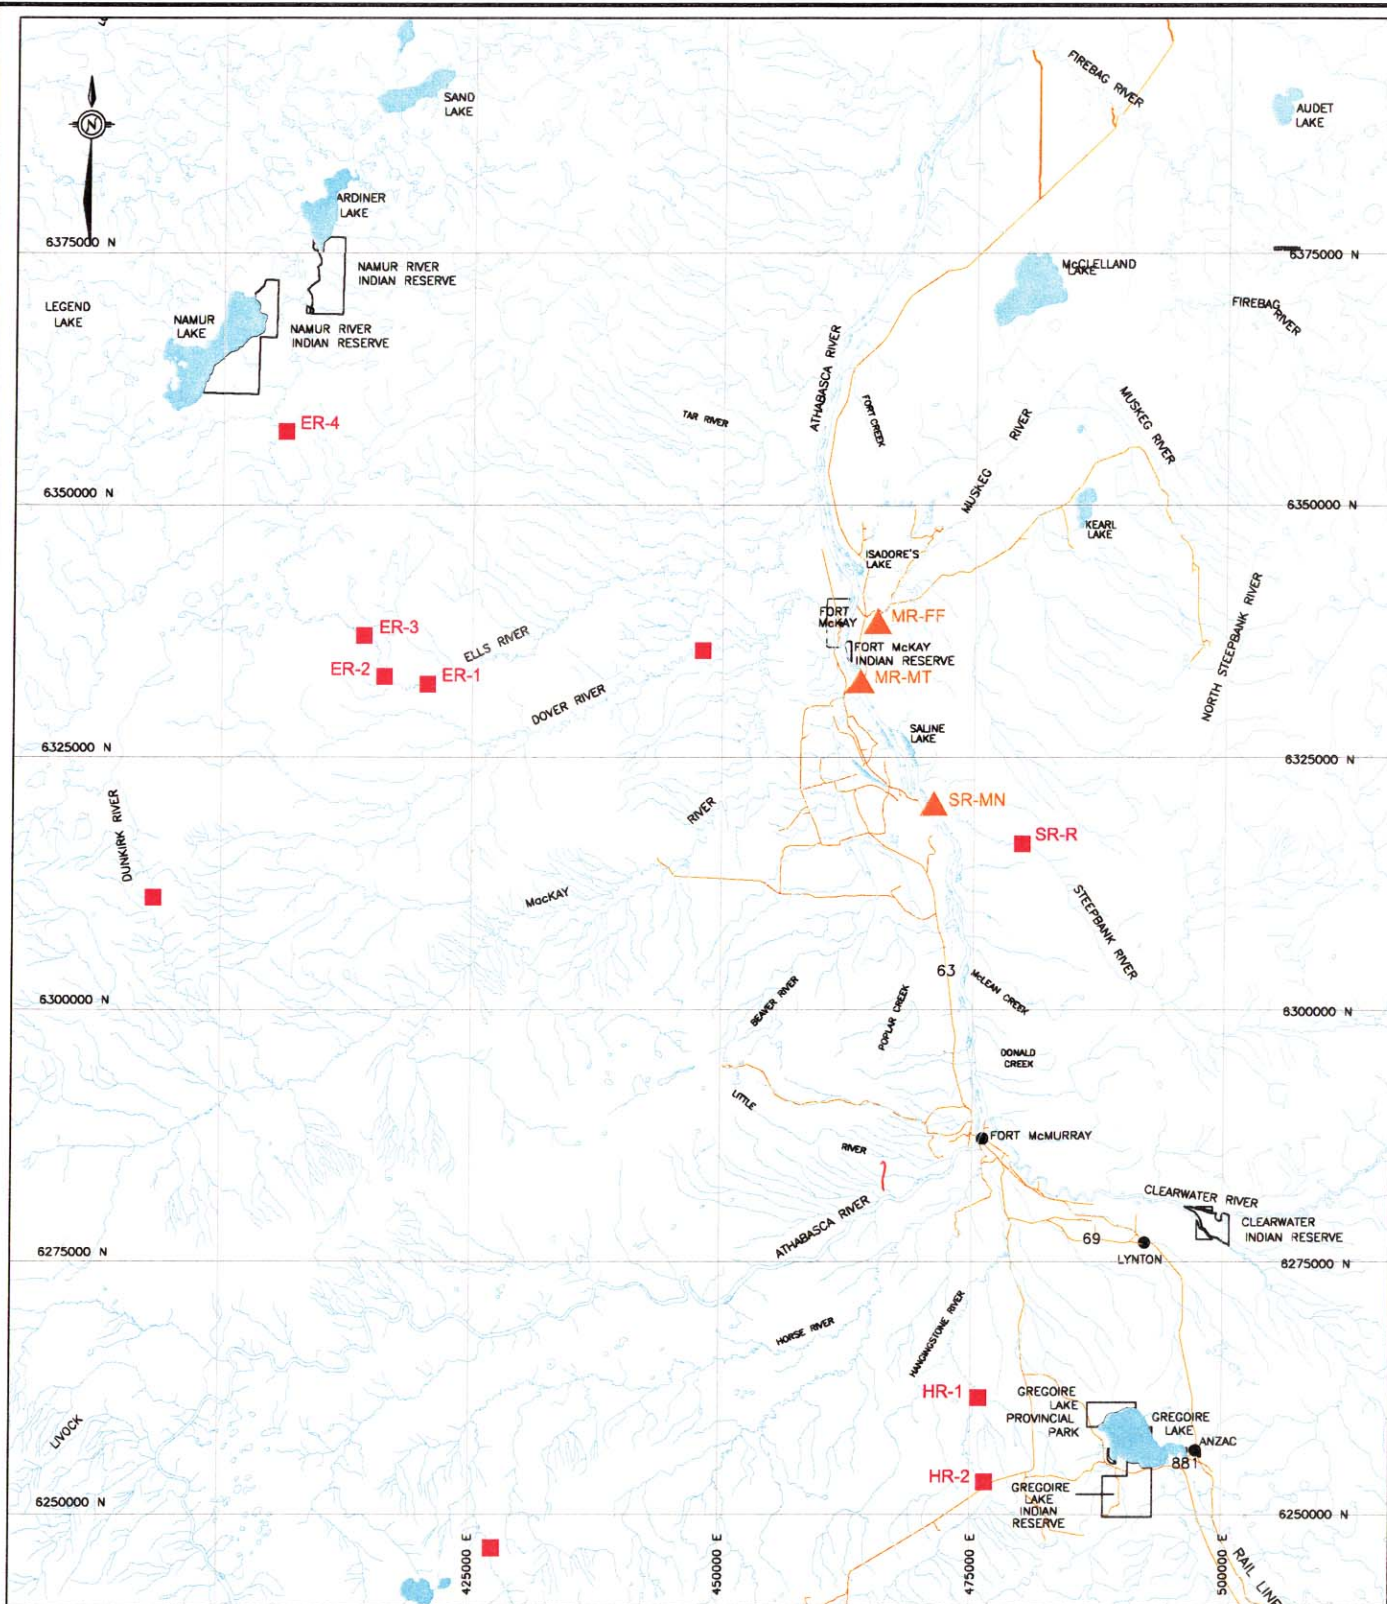 N
SAND
LAKE
FIREBAG RIVER
AUDET
LAKE
ARDINER
LAKE
6375000 N
6375000 N
NAMUR RIVER
INDIAN RESERVE
McCLELLAND
LAKE
LEGEND
LAKE
NAMUR
LAKE
NAMUR RIVER
INDIAN RESERVE
FIREBAG
RIVER
ATHABASCA RIVER
TAR RIVER
FORT CREEK
MUSKEG RIVER
MUSKEG RIVER
ER-4
6350000 N
6350000 N
KEARL
LAKE
ISADORE'S
LAKE
FORT
McKAY
MR-FF
ER-3
ELLS RIVER
FORT McKAY
INDIAN RESERVE
ER-2
ER-1
MR-MT
NORTH STEEPBANK RIVER
DOVER RIVER
SALINE
LAKE
6325000 N
6325000 N
DUNKIRK RIVER
MacKAY RIVER
SR-MN
SR-R
STEEPBANK RIVER
63
McLEAN CREEK
BEAVER RIVER
POPLAR CREEK
6300000 N
6300000 N
DONALD
CREEK
LITTLE
RIVER
FORT McMURRAY
CLEARWATER RIVER
CLEARWATER
INDIAN RESERVE
ATHABASCA RIVER
69
LYNTON
6275000 N
6275000 N
HORSE RIVER
HANGINGSTONE RIVER
HR-1
GREGOIRE
LAKE
PROVINCIAL
PARK
GREGOIRE
LAKE
ANZAC
881
LIVOCK
HR-2
GREGOIRE
LAKE
INDIAN
RESERVE
6250000 N
6250000 N
425000 E
450000 E
475000 E
500000 E
RAIL LINE